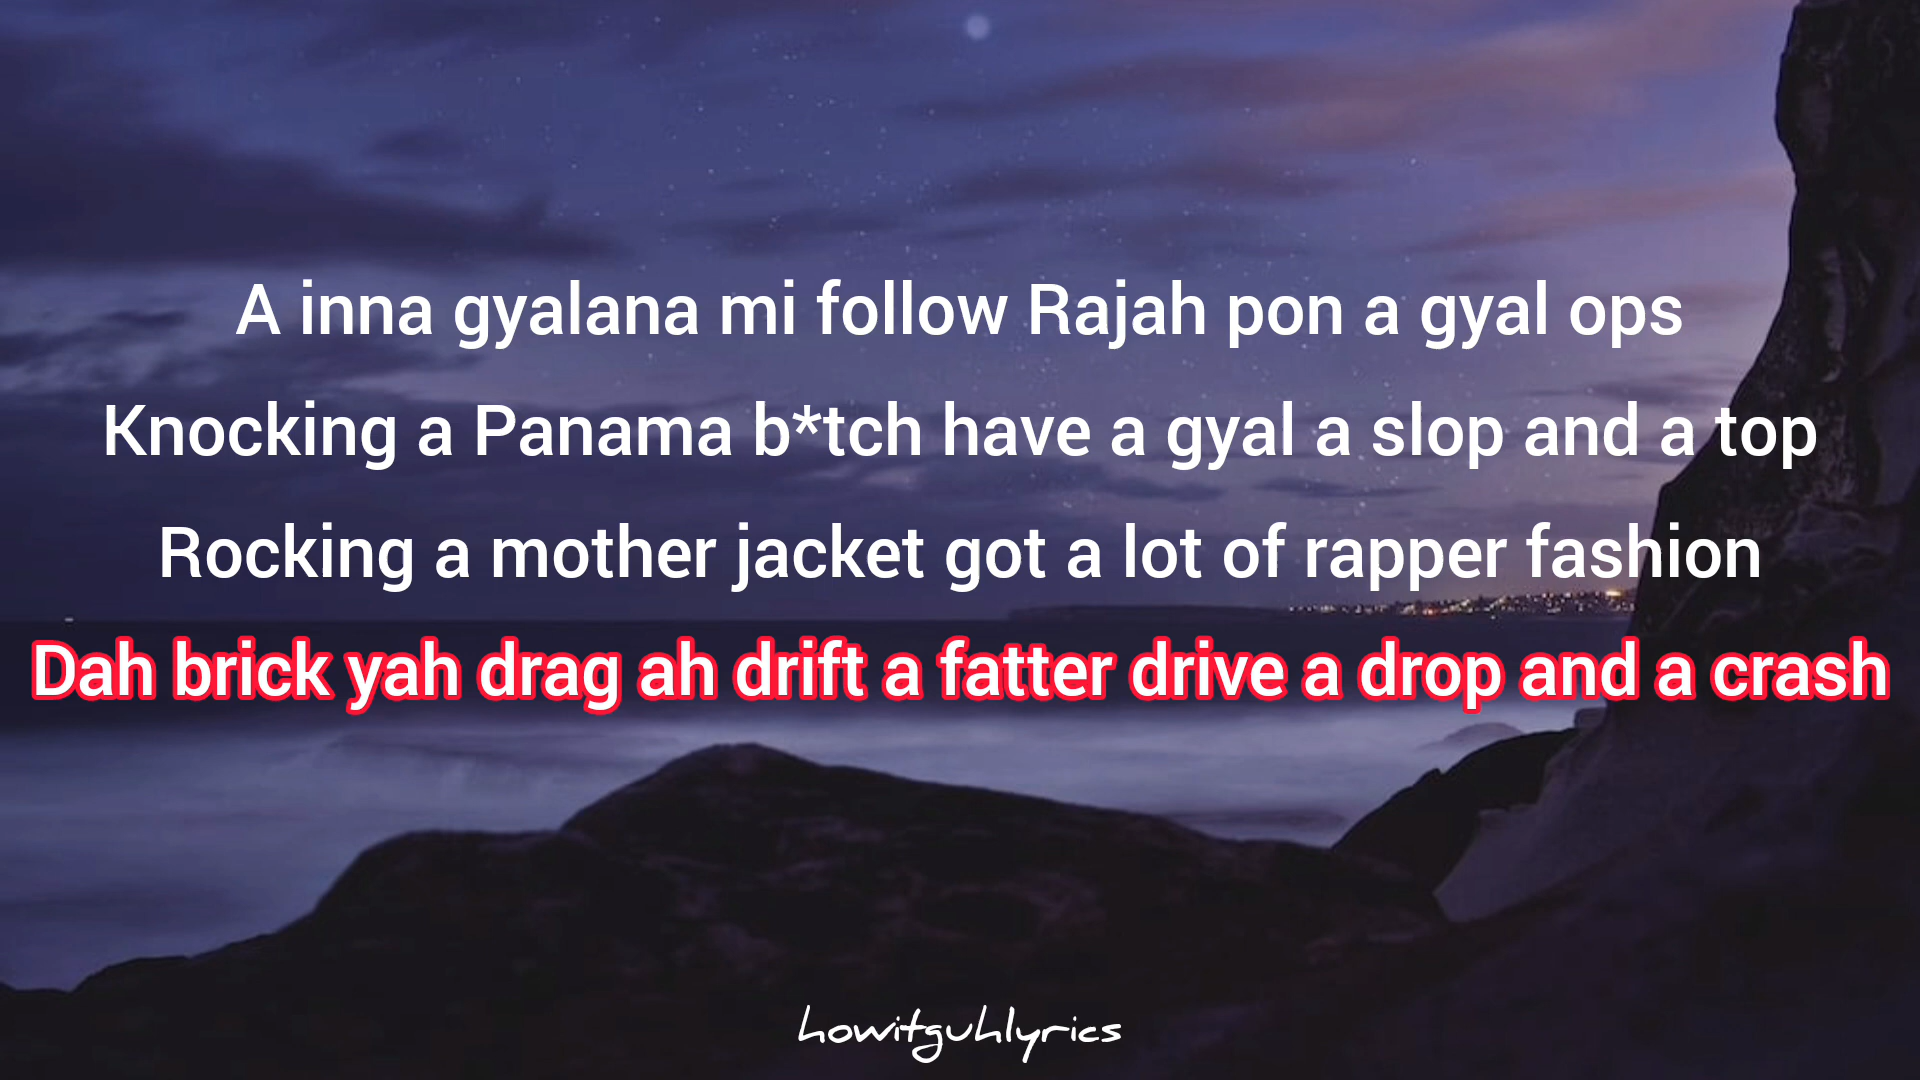 A inna gyalana mi follow Rajah pon a gyal ops
Knocking a Panama b*tch have a gyal a slop and a top
Rocking a mother jacket got a lot of rapper fashion
Dah brick yah drag ah drift a fatter drive a drop and a crash
howitguhlyrics